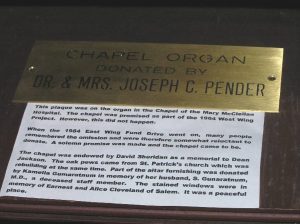 CHAPEL ORGAN
DONATED BY
DR. & MRS. JOSEPH C. PENDER
This plaque was on the organ in the Chapel of the Mary McClellan
Hospital. The chapel was promised as part of the 1964 West Wing
Project. However, this did not happen.
When the 1984 East Wing Fund Drive went on, many people
remembered the omission and were therefore somewhat reluctant to
donate. A solemn promise was made and the chapel came to be.
The chapel was endowed by David Sheridan as a memorial to Dean
Jackson. The oak pews came from St. Patrick's church which was
rebuilding at the same time. Part of the altar furnishing was donated
by Kamella Gunaratnum in memory of her husband, S. Gunaratnum,
M.D., a deceased staff member. The stained windows were in
memory of Earnest and Alice Cleveland of Salem. It was a peaceful
place.